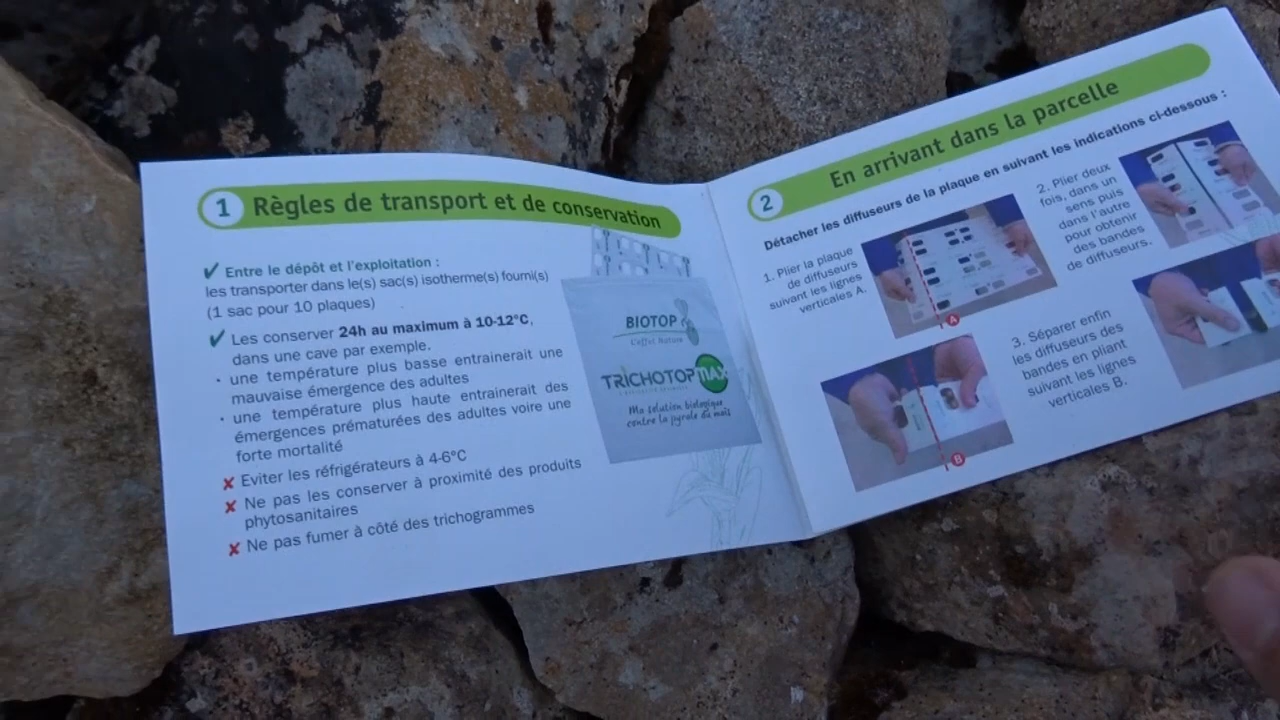 1 Règles de transport et de conservation
✔ Entre le dépôt et l'exploitation :
les transporter dans le(s) sac(s) isotherme(s) fourni(s)
(1 sac pour 10 plaques)
✔ Les conserver 24h au maximum à 10-12°C,
dans une cave par exemple.
· une température plus basse entrainerait une
mauvaise émergence des adultes
· une température plus haute entrainerait des
émergences prématurées des adultes voire une
forte mortalité
✘ Eviter les réfrigérateurs à 4-6°C
✘ Ne pas les conserver à proximité des produits
phytosanitaires
✘ Ne pas fumer à côté des trichogrammes
BIOTOP
L'effet Nature
TRICHOTOP MAX
Ma solution biologique
contre la pyrale du maïs
2 En arrivant dans la parcelle
Détacher les diffuseurs de la plaque en suivant les indications ci-dessous :
1. Plier la plaque
de diffuseurs
suivant les lignes
verticales A.
A
2. Plier deux
fois, dans un
sens puis
dans l'autre
pour obtenir
des bandes
de diffuseurs.
B
3. Séparer enfin
les diffuseurs des
bandes en pliant
suivant les lignes
verticales B.